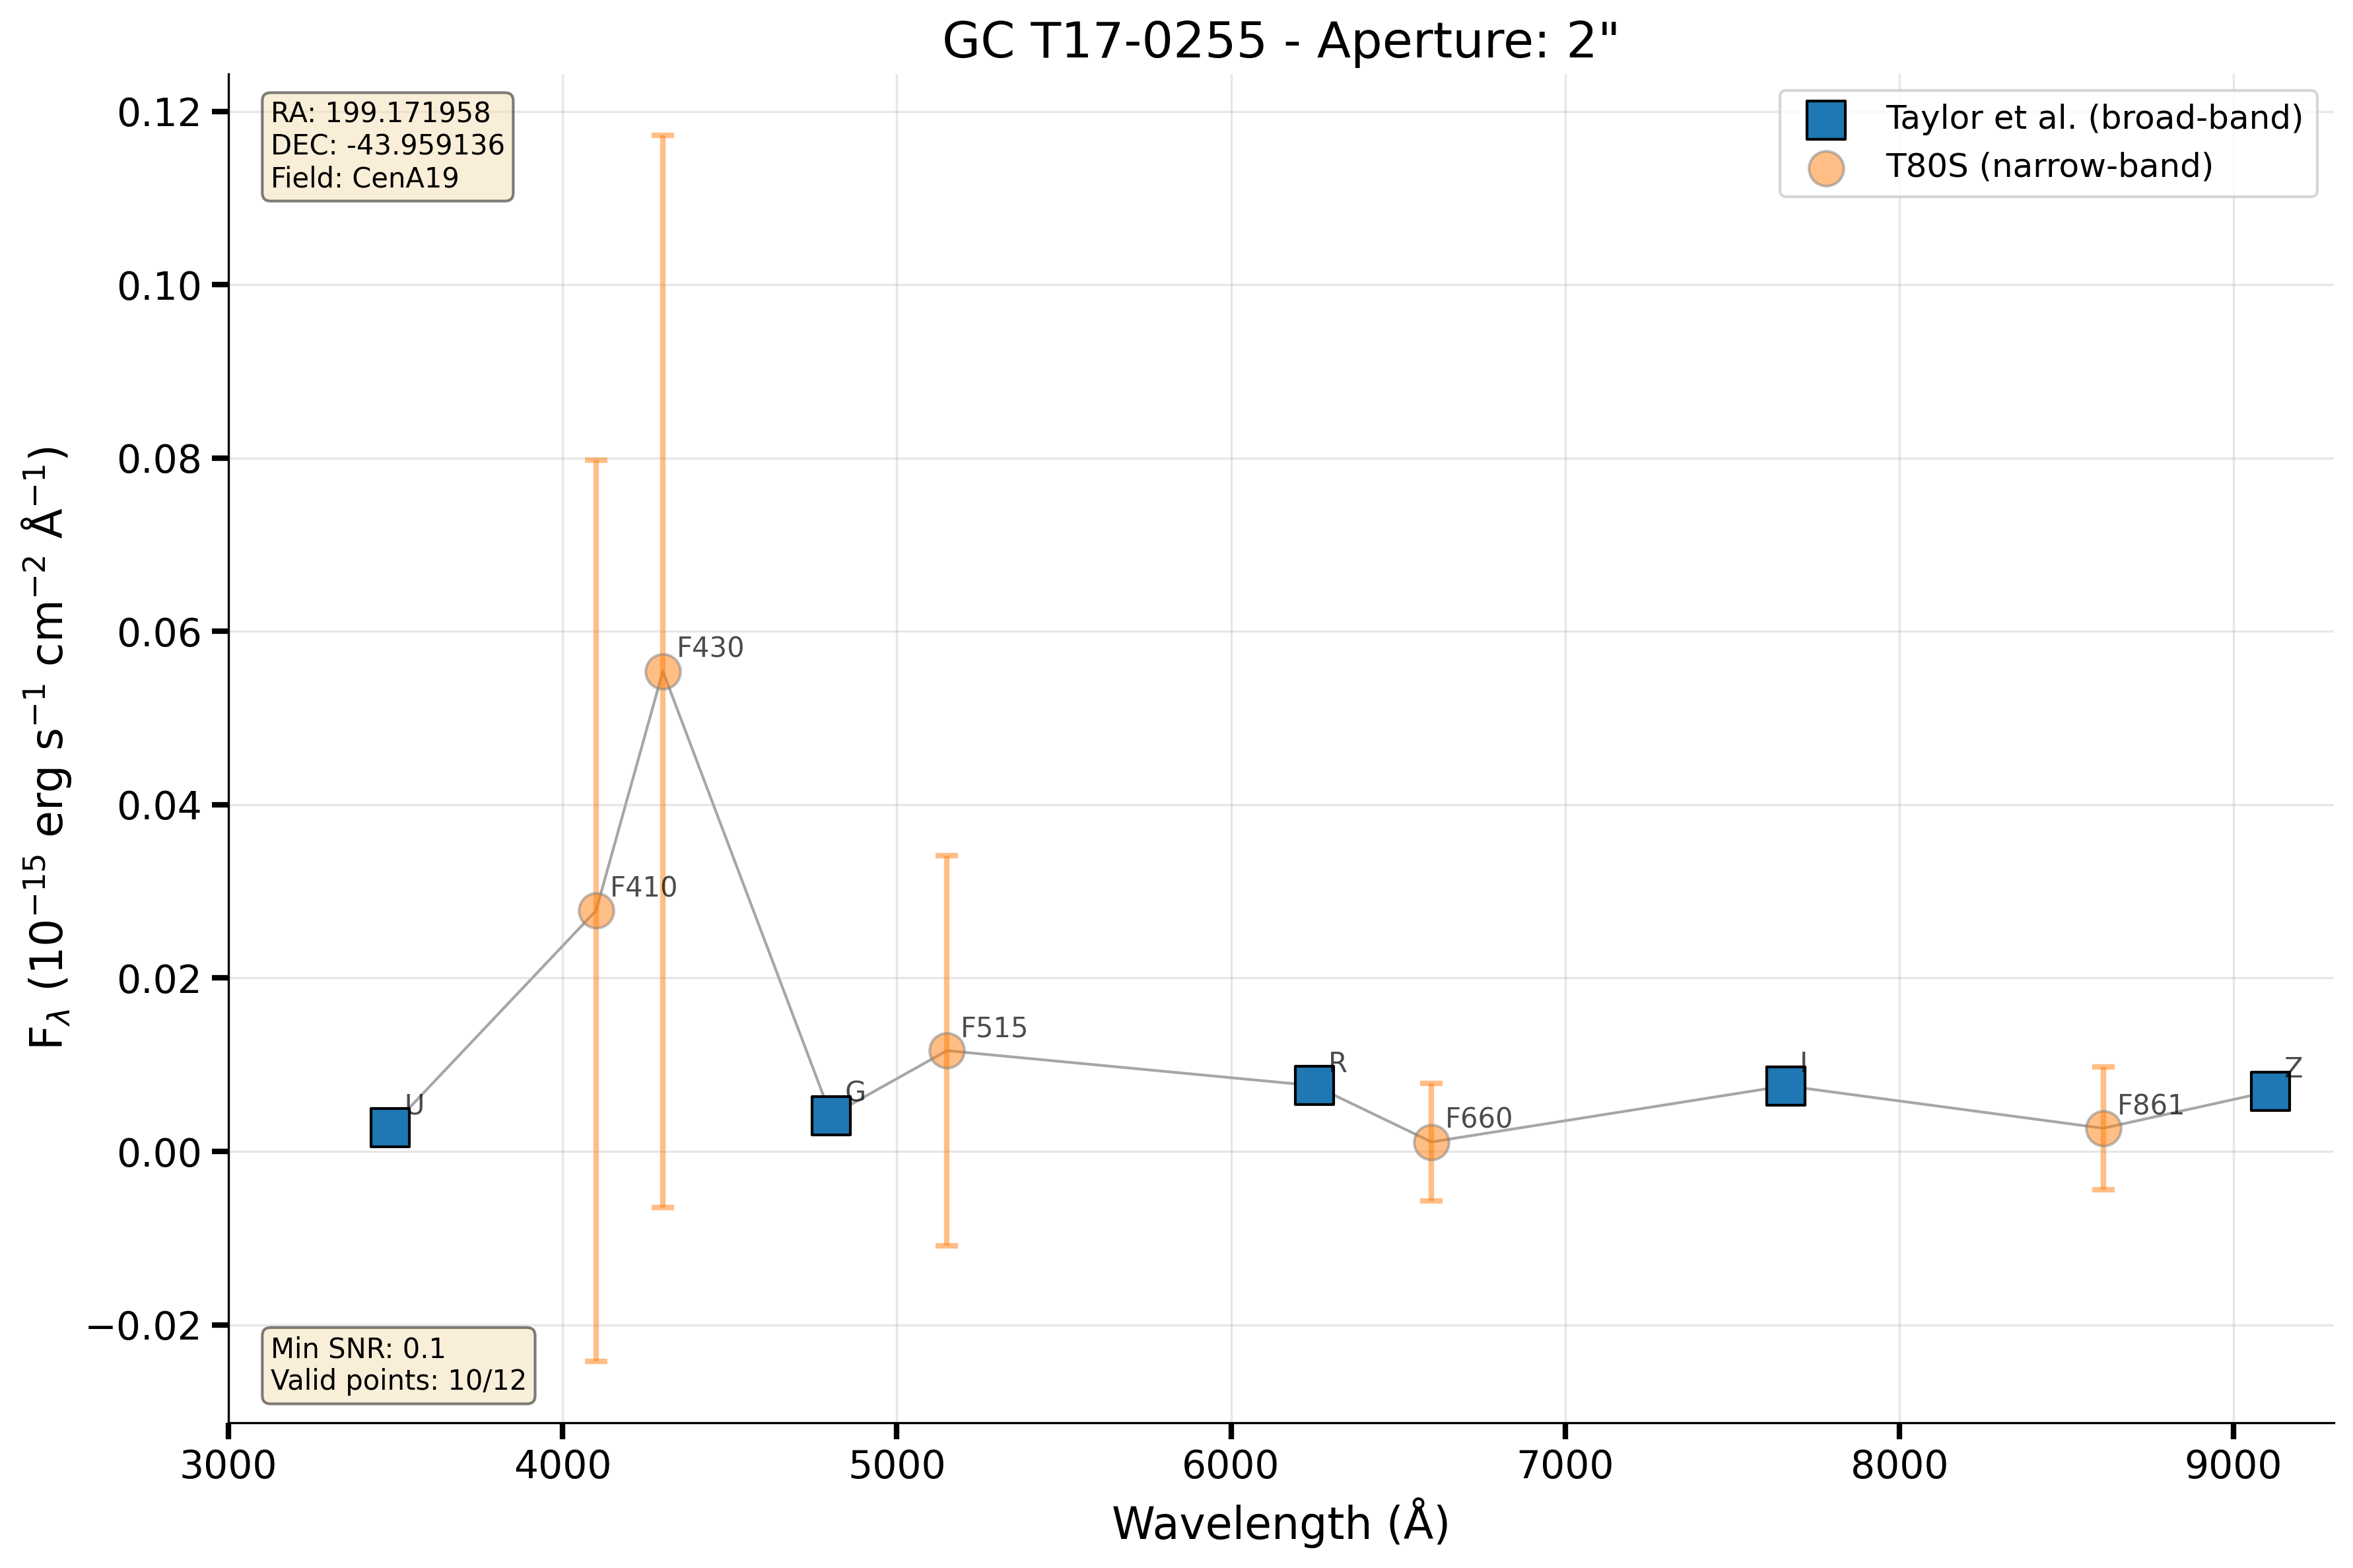 GC T17-0255 - Aperture: 2"
RA: 199.171958
DEC: -43.959136
Field: CenA19
Taylor et al. (broad-band)
T80S (narrow-band)
0.12
0.10
0.08
0.06
0.04
0.02
0.00
−0.02
F_λ (10⁻¹⁵ erg s⁻¹ cm⁻² Å⁻¹)
U
F410
F430
G
F515
R
F660
I
F861
Z
Min SNR: 0.1
Valid points: 10/12
3000 4000 5000 6000 7000 8000 9000
Wavelength (Å)